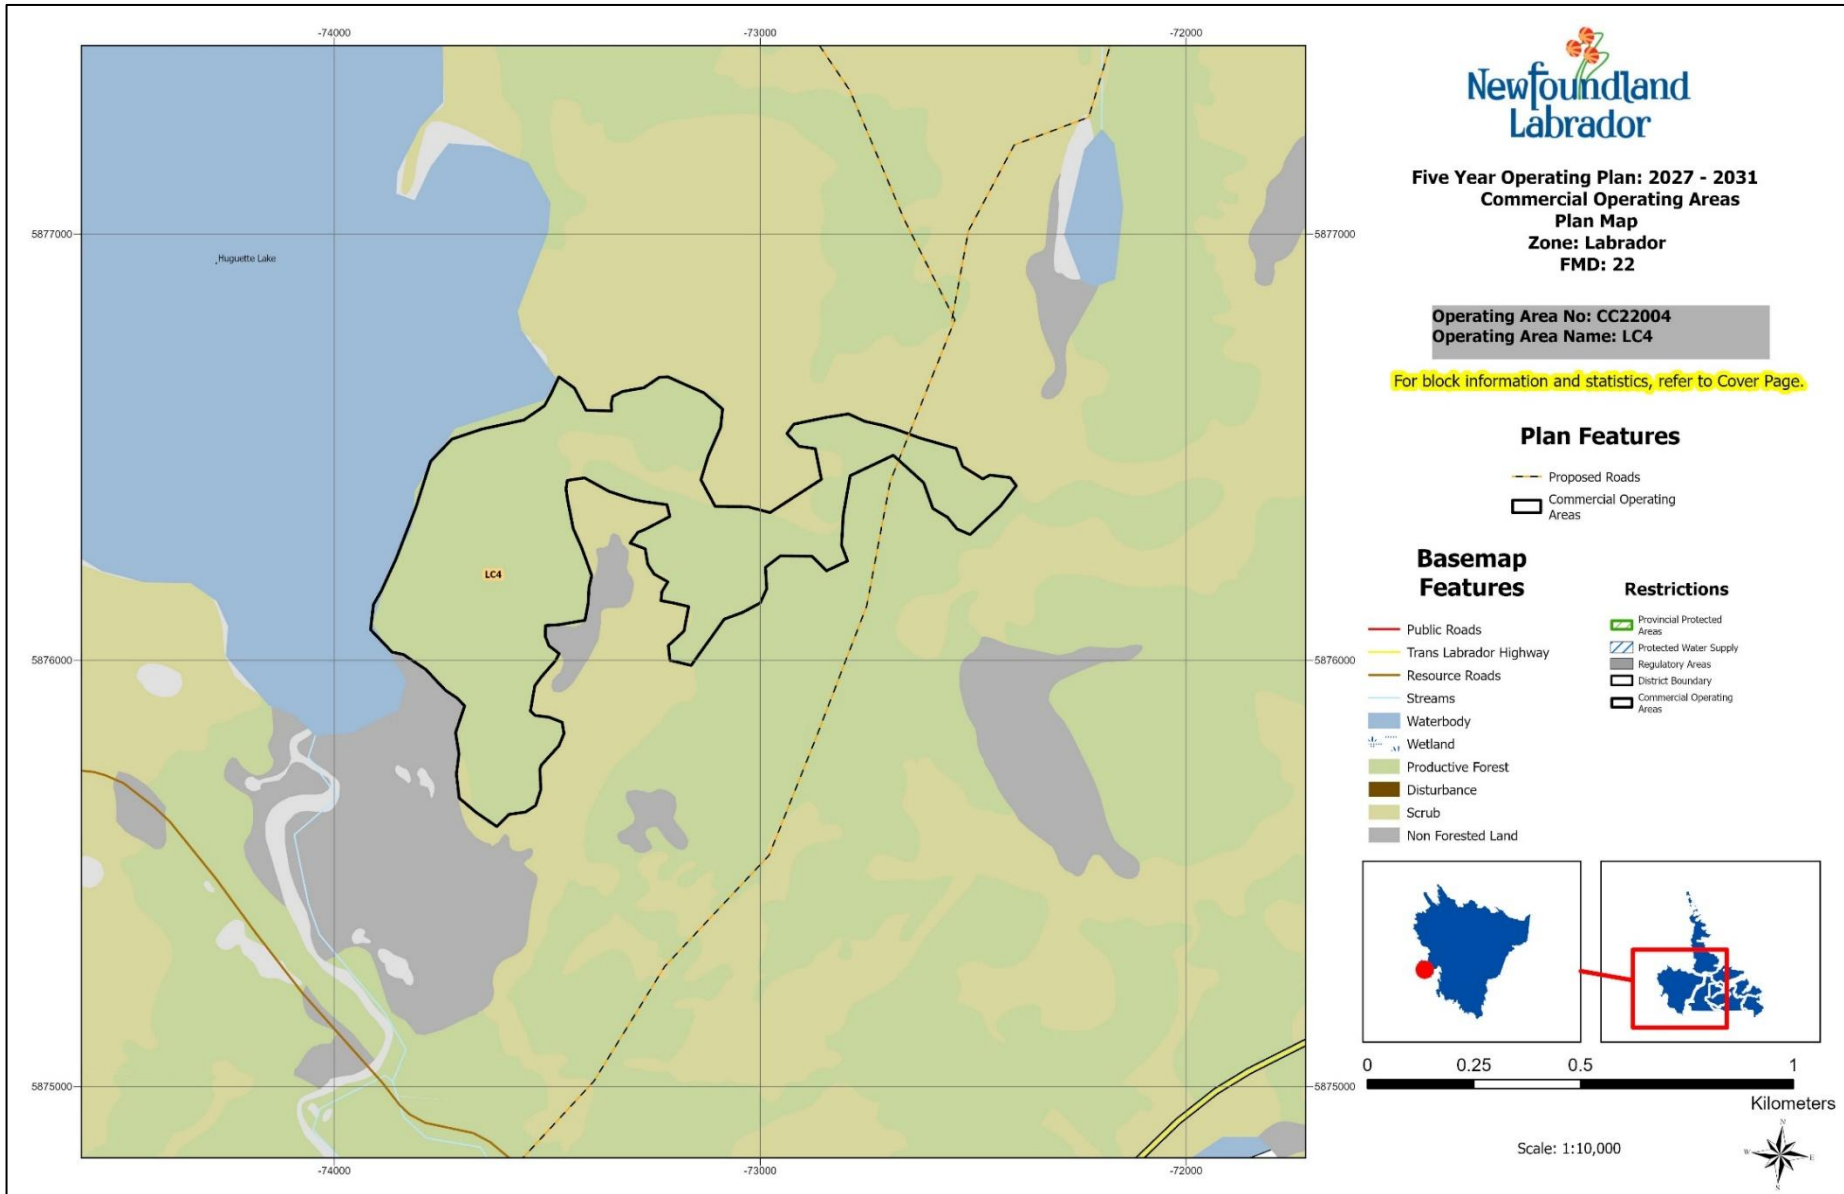 -74000
-73000
-72000
5877000
5877000
Huguette Lake
LC4
5876000
5876000
5875000
5875000
-74000
-73000
-72000
Newfoundland
Labrador
Five Year Operating Plan: 2027 - 2031
Commercial Operating Areas
Plan Map
Zone: Labrador
FMD: 22
Operating Area No: CC22004
Operating Area Name: LC4
For block information and statistics, refer to Cover Page.
Plan Features
Proposed Roads
Commercial Operating
Areas
Basemap
Features
Public Roads
Trans Labrador Highway
Resource Roads
Streams
Waterbody
Wetland
Productive Forest
Disturbance
Scrub
Non Forested Land
Restrictions
Provincial Protected
Areas
Protected Water Supply
Regulatory Areas
District Boundary
Commercial Operating
Areas
0 0.25 0.5 1
Kilometers
Scale: 1:10,000
N
W E
S